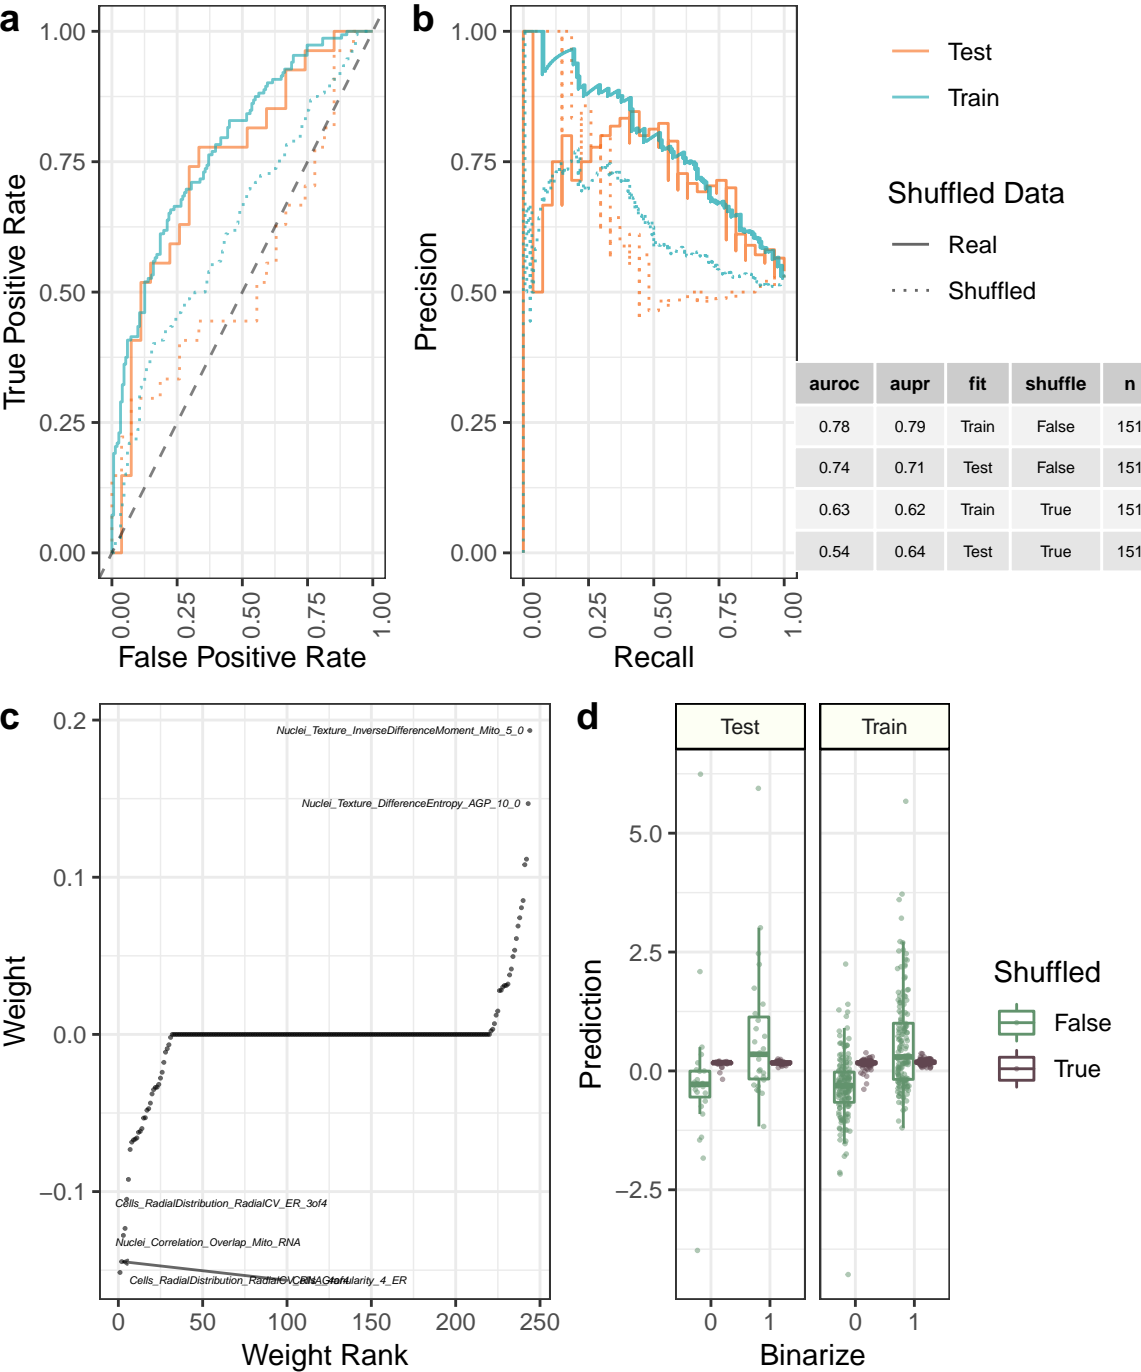 a
1.00
0.75
0.50
0.25
0.00
True Positive Rate
0.00
0.25
0.50
0.75
1.00
False Positive Rate
b
1.00
0.75
0.50
0.25
0.00
Precision
0.00
0.25
0.50
0.75
1.00
Recall
Test
Train
Shuffled Data
Real
Shuffled
auroc aupr fit shuffle n
0.78 0.79 Train False 151
0.74 0.71 Test False 151
0.63 0.62 Train True 151
0.54 0.64 Test True 151
c
0.2
0.1
0.0
−0.1
Weight
Nuclei_Texture_InverseDifferenceMoment_Mito_5_0
Nuclei_Texture_DifferenceEntropy_AGP_10_0
Cells_RadialDistribution_RadialCV_ER_3of4
Nuclei_Correlation_Overlap_Mito_RNA
Cells_RadialDistribution_RadialCV_RNA_4of4
Cells_Granularity_4_ER
0 50 100 150 200 250
Weight Rank
d
Test Train
5.0
2.5
0.0
−2.5
Prediction
0 1 0 1
Binarize
Shuffled
False
True